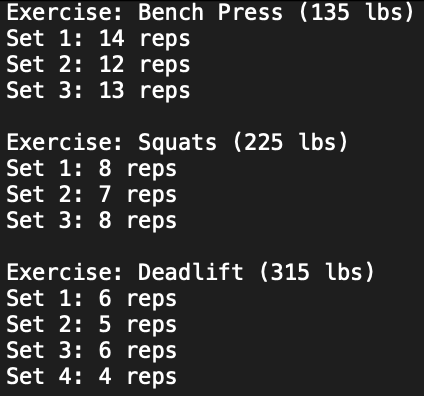 Exercise: Bench Press (135 lbs)
Set 1: 14 reps
Set 2: 12 reps
Set 3: 13 reps

Exercise: Squats (225 lbs)
Set 1: 8 reps
Set 2: 7 reps
Set 3: 8 reps

Exercise: Deadlift (315 lbs)
Set 1: 6 reps
Set 2: 5 reps
Set 3: 6 reps
Set 4: 4 reps